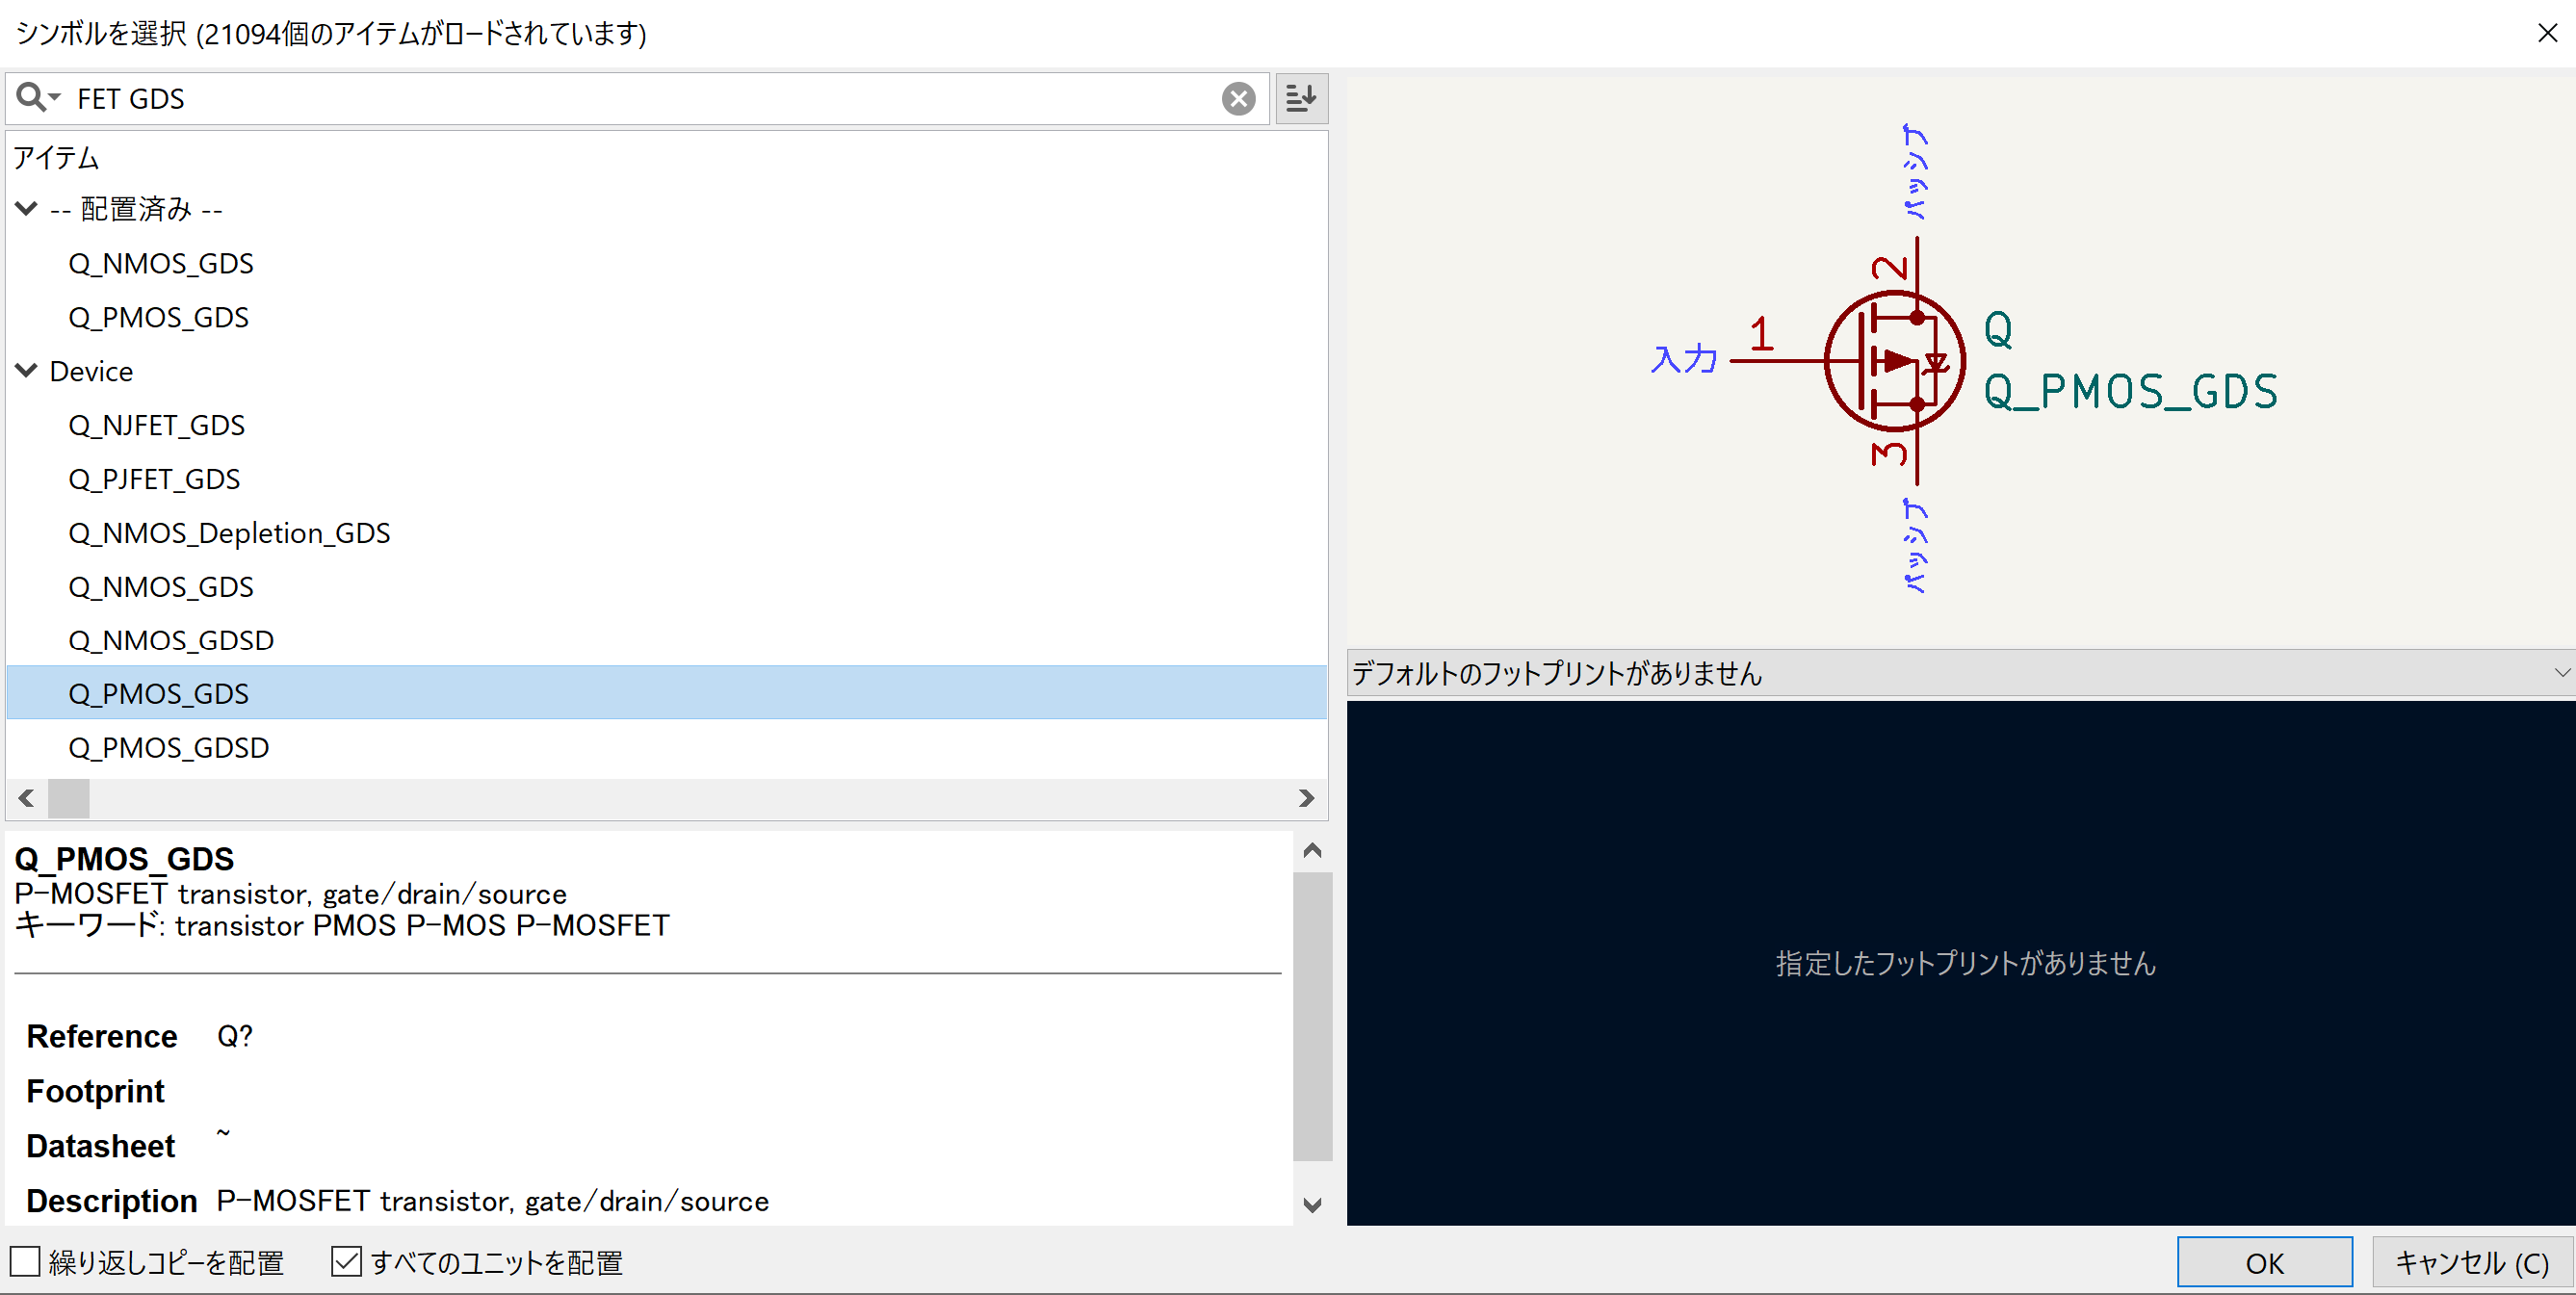 シンボルを選択 (21094個のアイテムがロードされています)
FET GDS
アイテム
-- 配置済み --
Q_NMOS_GDS
Q_PMOS_GDS
Device
Q_NJFET_GDS
Q_PJFET_GDS
Q_NMOS_Depletion_GDS
Q_NMOS_GDS
Q_NMOS_GDSD
Q_PMOS_GDS
Q_PMOS_GDSD
Q_PMOS_GDS
P-MOSFET transistor, gate/drain/source
キーワード: transistor PMOS P-MOS P-MOSFET
Reference Q?
Footprint
Datasheet ~
Description P-MOSFET transistor, gate/drain/source
繰り返しコピーを配置
すべてのユニットを配置
パッシブ
2
入力 1
Q
Q_PMOS_GDS
3
パッシブ
デフォルトのフットプリントがありません
指定したフットプリントがありません
OK
キャンセル (C)